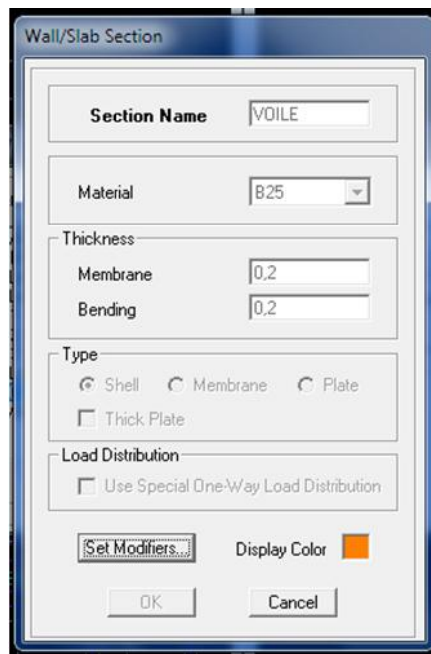 Wall/Slab Section
Section Name VOILE
Material B25
Thickness
Membrane 0,2
Bending 0,2
Type
Shell Membrane Plate
Thick Plate
Load Distribution
Use Special One-Way Load Distribution
Set Modifiers... Display Color
OK Cancel